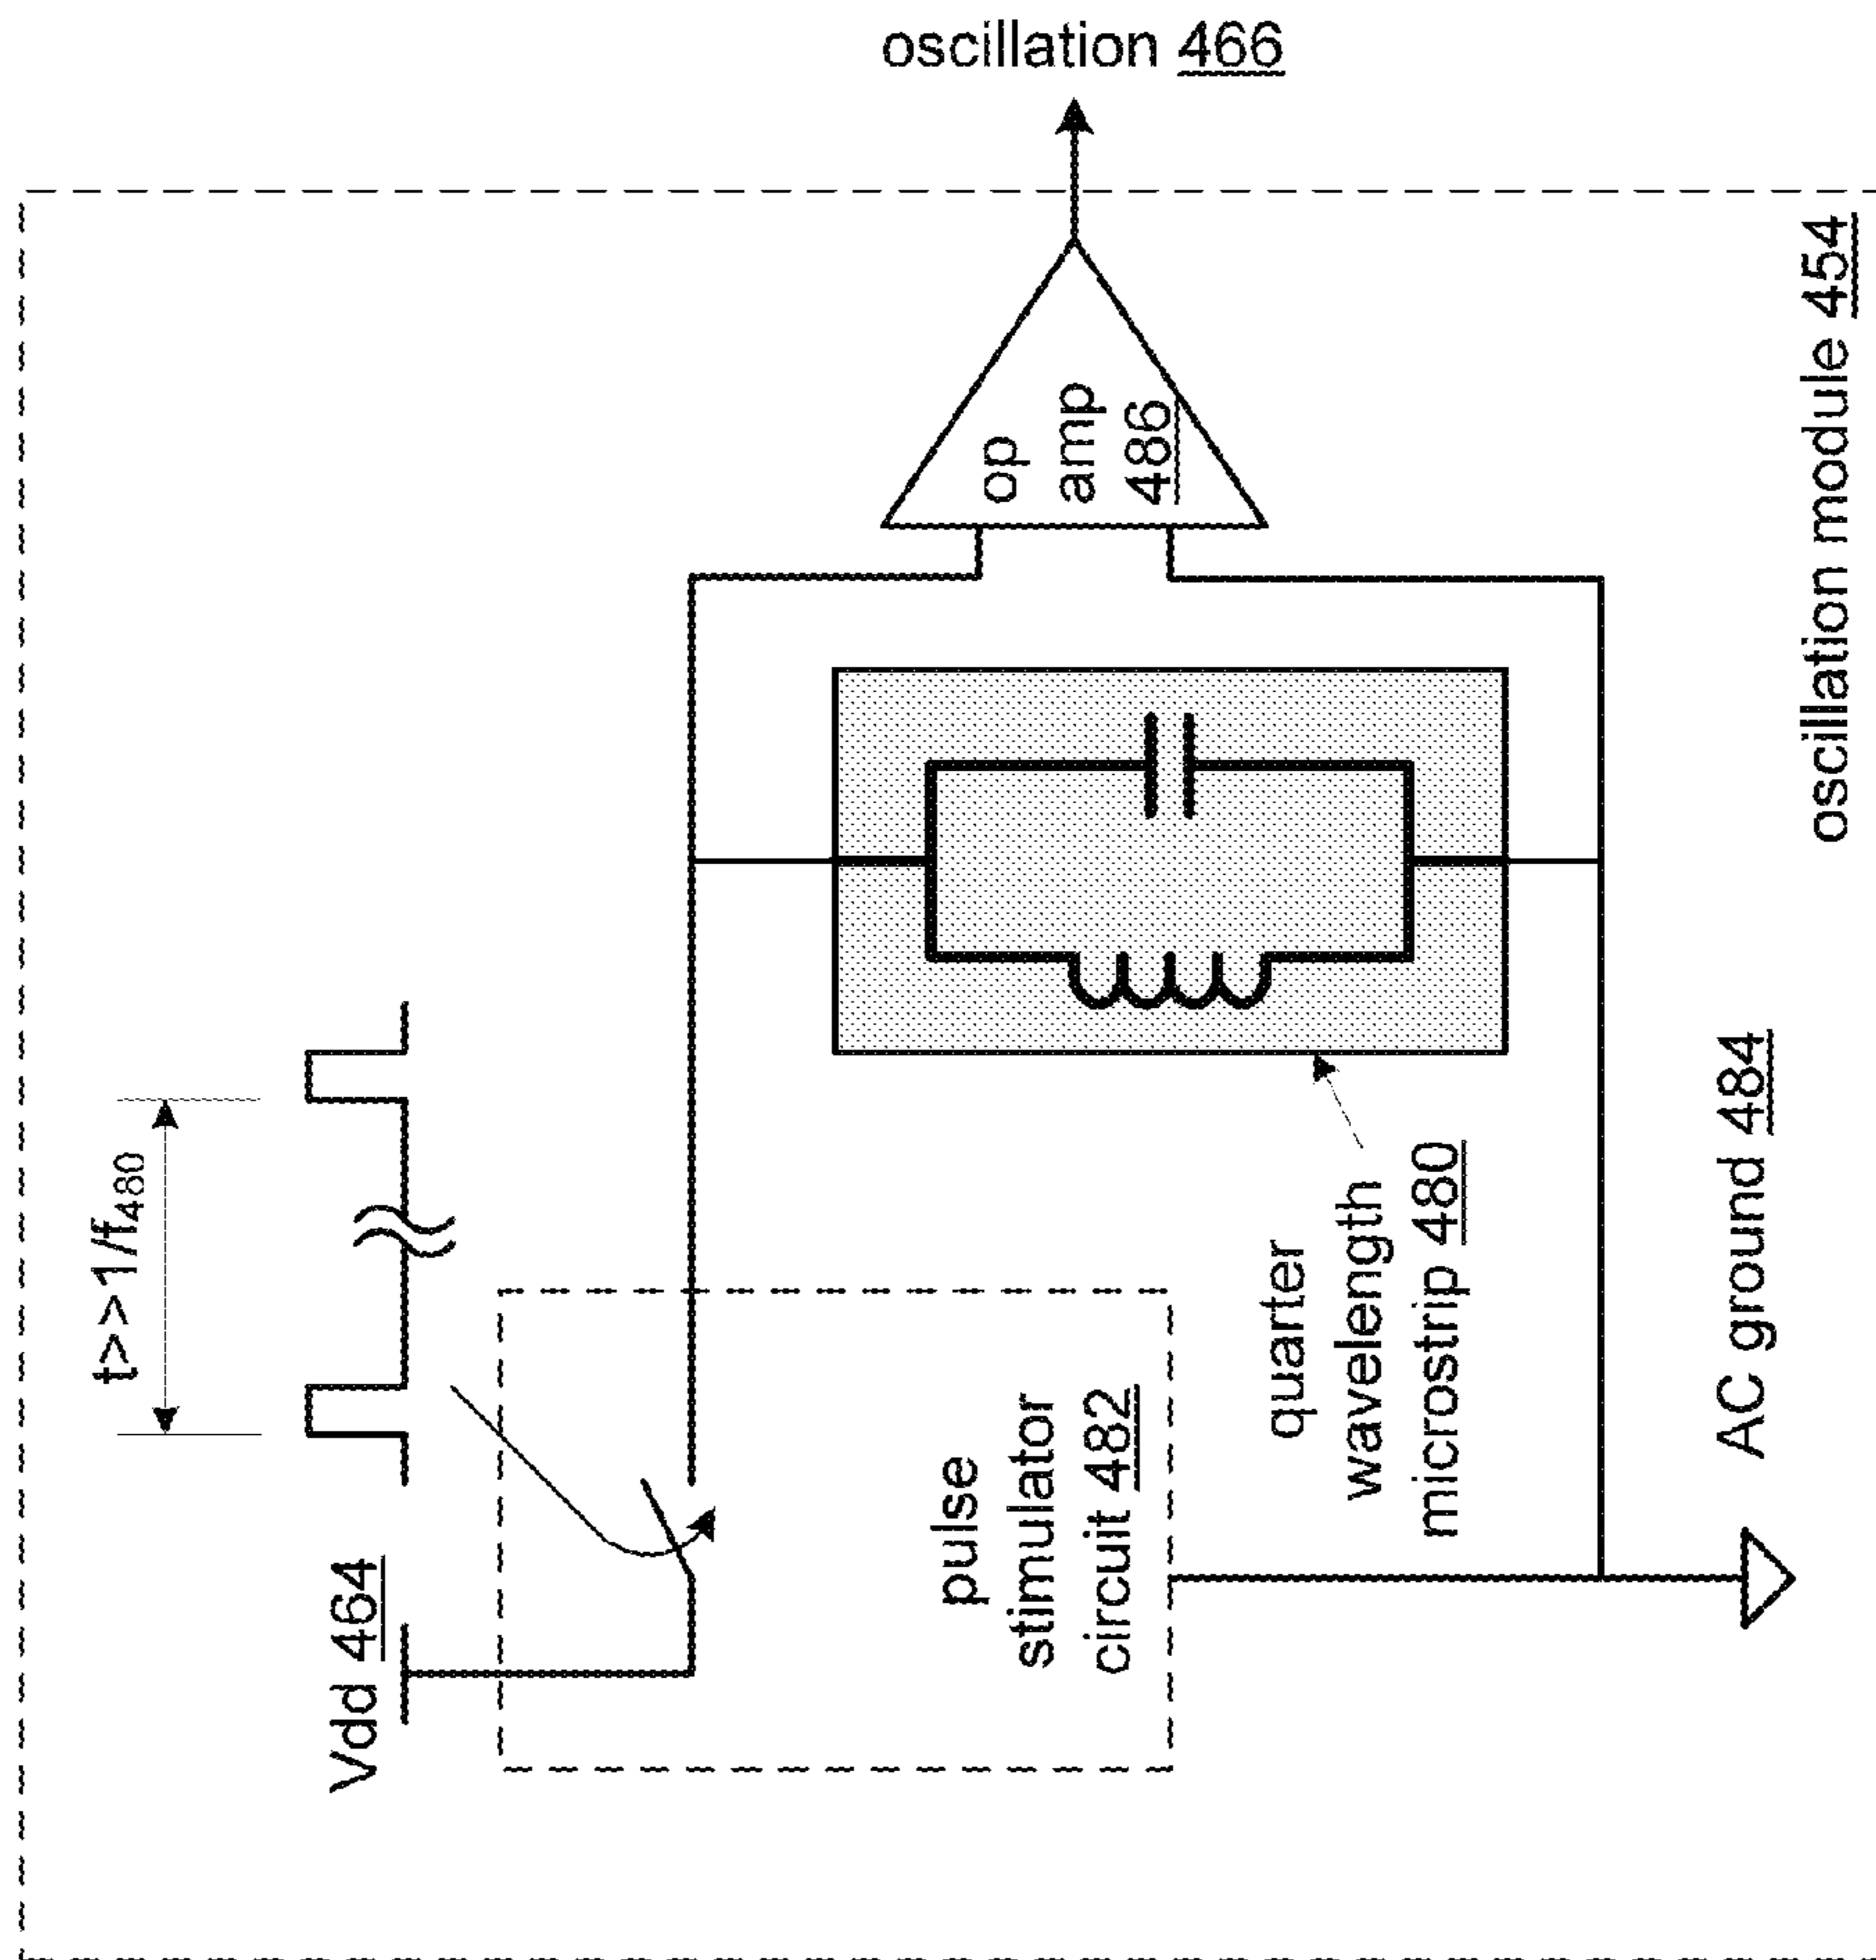 oscillation 466
t>>1/f480
Vdd 464
pulse
stimulator
circuit 482
op
amp
486
quarter
wavelength
microstrip 480
AC ground 484
oscillation module 454